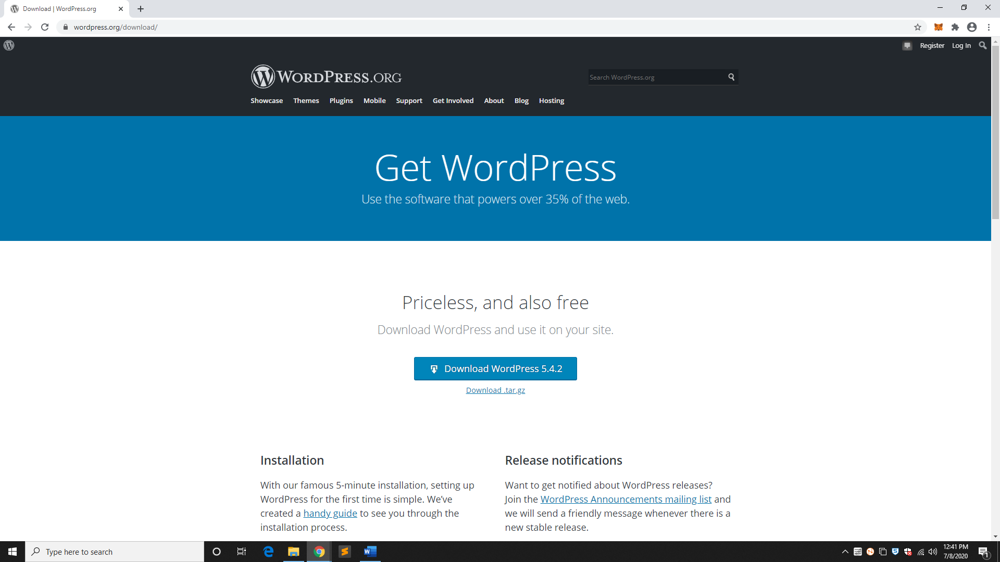 Download | WordPress.org
wordpress.org/download/
Register Log In
WORDPRESS.ORG
Search WordPress.org
Showcase Themes Plugins Mobile Support Get Involved About Blog Hosting
Get WordPress
Use the software that powers over 35% of the web.
Priceless, and also free
Download WordPress and use it on your site.
Download WordPress 5.4.2
Download .tar.gz
Installation
With our famous 5-minute installation, setting up
WordPress for the first time is simple. We’ve
created a handy guide to see you through the
installation process.
Release notifications
Want to get notified about WordPress releases?
Join the WordPress Announcements mailing list and
we will send a friendly message whenever there is a
new stable release.
Type here to search
12:41 PM
7/8/2020
1